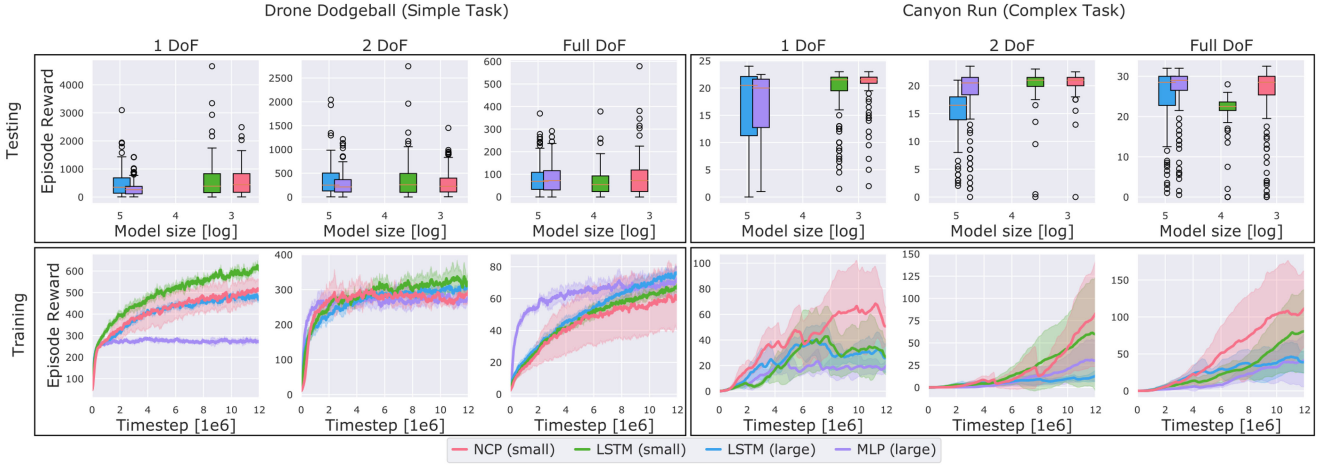 Drone Dodgeball (Simple Task)
Canyon Run (Complex Task)
1 DoF
2 DoF
Full DoF
1 DoF
2 DoF
Full DoF
Testing
Episode Reward
4000
3000
2000
1000
0
5 4 3
Model size [log]
2500
2000
1500
1000
500
0
5 4 3
Model size [log]
600
500
400
300
200
100
0
5 4 3
Model size [log]
25
20
15
10
5
0
5 4 3
Model size [log]
20
15
10
5
0
5 4 3
Model size [log]
30
20
10
0
5 4 3
Model size [log]
Training
Episode Reward
600
500
400
300
200
100
0 2 4 6 8 10 12
Timestep [1e6]
400
300
200
100
0
0 2 4 6 8 10 12
Timestep [1e6]
80
60
40
20
0
0 2 4 6 8 10 12
Timestep [1e6]
100
80
60
40
20
0
0 2 4 6 8 10 12
Timestep [1e6]
150
125
100
75
50
25
0
0 2 4 6 8 10 12
Timestep [1e6]
150
100
50
0
0 2 4 6 8 10 12
Timestep [1e6]
NCP (small) LSTM (small) LSTM (large) MLP (large)